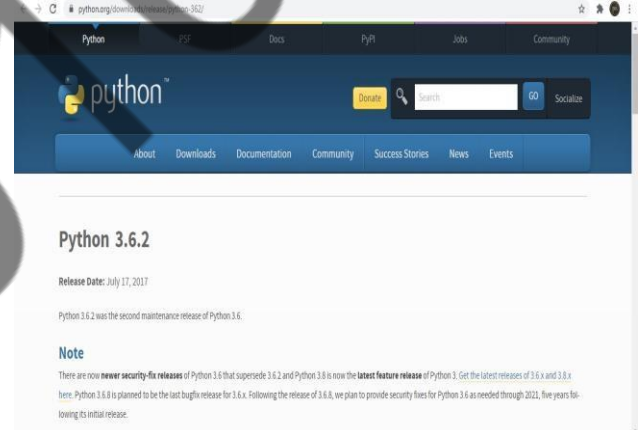 python.org/downloads/release/python-362/
Python PSF Docs PyPI Jobs Community
python™ Donate Search GO Socialize
About Downloads Documentation Community Success Stories News Events
Python 3.6.2
Release Date: July 17, 2017
Python 3.6.2 was the second maintenance release of Python 3.6.
Note
There are now newer security-fix releases of Python 3.6 that supersede 3.6.2 and Python 3.8 is now the latest feature release of Python 3. Get the latest releases of 3.6.x and 3.8.x
here. Python 3.6.8 is planned to be the last bugfix release for 3.6.x. Following the release of 3.6.8, we plan to provide security fixes for Python 3.6 as needed through 2021, five years fol-
lowing its initial release.